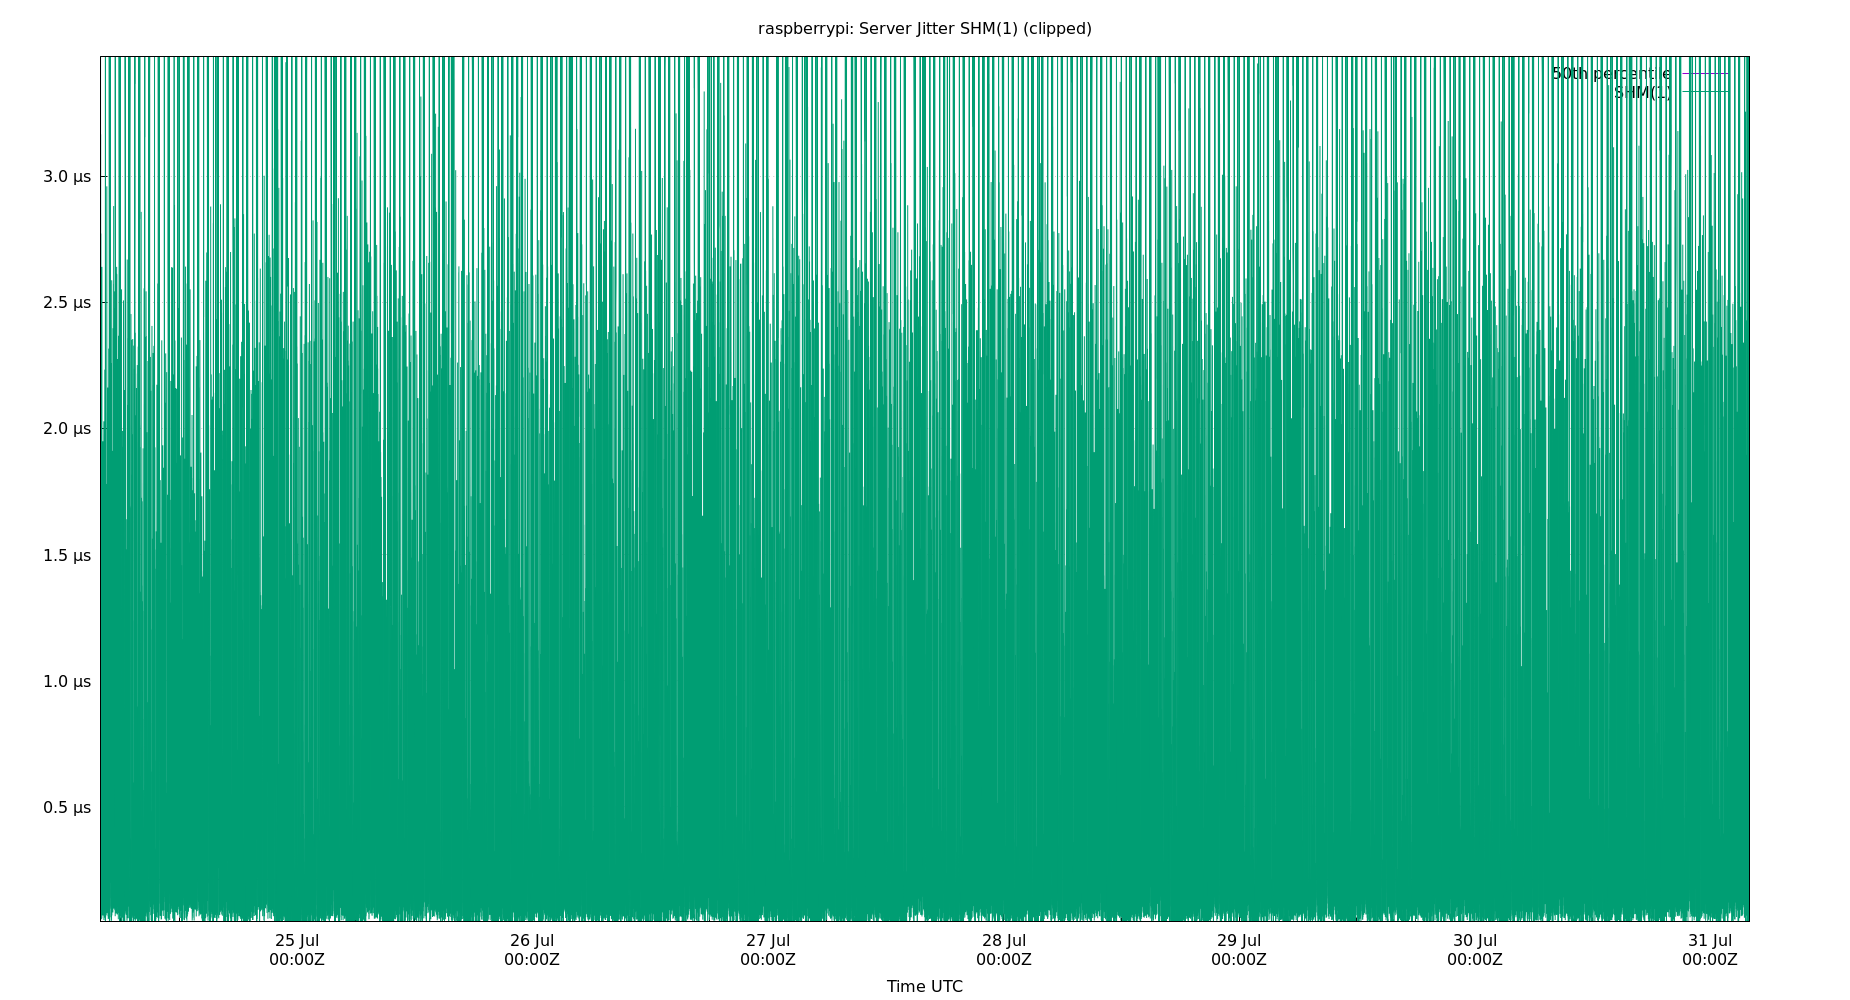 raspberrypi: Server Jitter SHM(1) (clipped)
50th percentile
SHM(1)
3.0 µs
2.5 µs
2.0 µs
1.5 µs
1.0 µs
0.5 µs
25 Jul 26 Jul 27 Jul 28 Jul 29 Jul 30 Jul 31 Jul
00:00Z 00:00Z 00:00Z 00:00Z 00:00Z 00:00Z 00:00Z
Time UTC